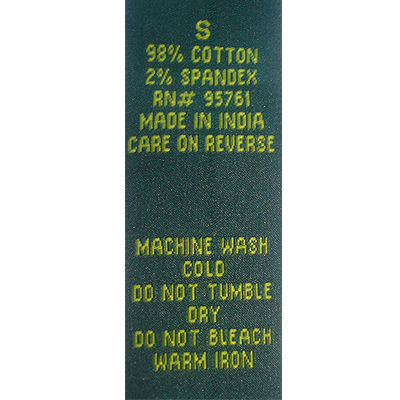 S
98% COTTON
2% SPANDEX
RN# 95761
MADE IN INDIA
CARE ON REVERSE
MACHINE WASH
COLD
DO NOT TUMBLE
DRY
DO NOT BLEACH
WARM IRON